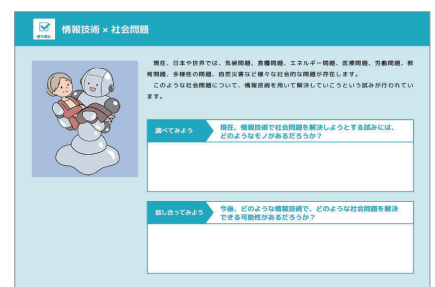 情報技術 × 社会問題
現在、日本や世界では、気候問題、食糧問題、エネルギー問題、医療問題、労働問題、教
育問題、多様性の問題、自然災害など様々な社会的な問題が存在します。
このような社会問題について、情報技術を用いて解決していこうという試みが行われてい
ます。
調べてみよう
現在、情報技術で社会問題を解決しようとする試みには、
どのようなモノがあるだろうか？
話し合ってみよう
今後、どのような情報技術で、どのような社会問題を解決
できる可能性があるだろうか？